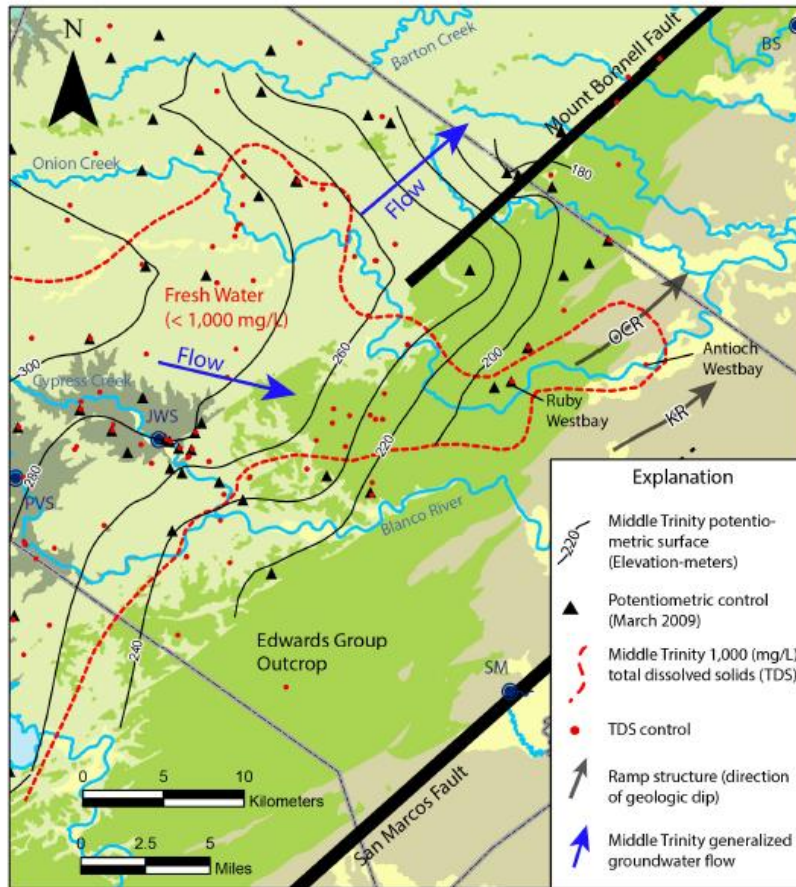 N
Barton Creek
Mount Bonnell Fault
BS
Onion Creek
Flow
180
Fresh Water
(< 1,000 mg/L)
Flow
260
300
Cypress Creek
JWS
OCR
200
Antioch
Westbay
Ruby
Westbay
KR
220
280
PVS
Blanco River
240
Edwards Group
Outcrop
SM
San Marcos Fault
0 5 10
Kilometers
0 2.5 5
Miles
Explanation
220
Middle Trinity potentio-
metric surface
(Elevation-meters)
Potentiometric control
(March 2009)
Middle Trinity 1,000 (mg/L)
total dissolved solids (TDS)
TDS control
Ramp structure (direction
of geologic dip)
Middle Trinity generalized
groundwater flow